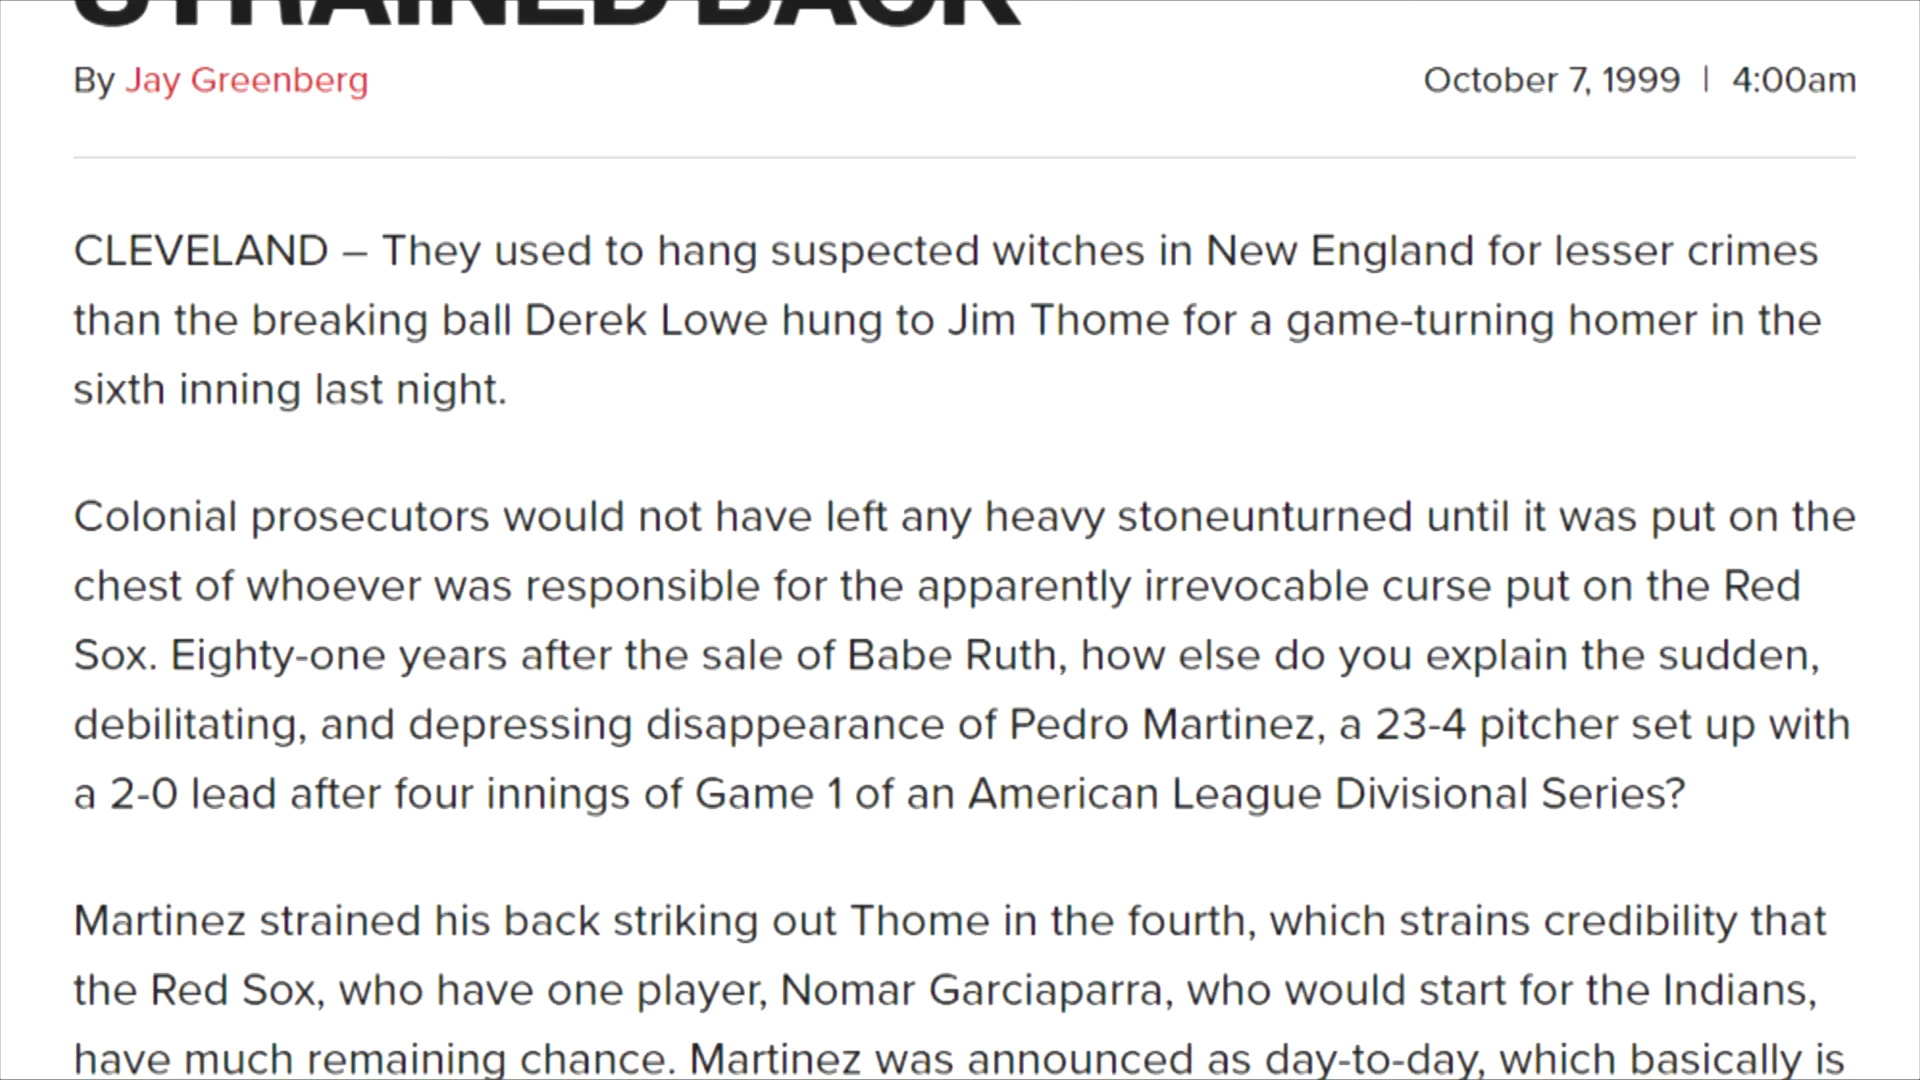 STRAINED BACK
By Jay Greenberg
October 7, 1999 | 4:00am
CLEVELAND – They used to hang suspected witches in New England for lesser crimes
than the breaking ball Derek Lowe hung to Jim Thome for a game-turning homer in the
sixth inning last night.
Colonial prosecutors would not have left any heavy stoneunturned until it was put on the
chest of whoever was responsible for the apparently irrevocable curse put on the Red
Sox. Eighty-one years after the sale of Babe Ruth, how else do you explain the sudden,
debilitating, and depressing disappearance of Pedro Martinez, a 23-4 pitcher set up with
a 2-0 lead after four innings of Game 1 of an American League Divisional Series?
Martinez strained his back striking out Thome in the fourth, which strains credibility that
the Red Sox, who have one player, Nomar Garciaparra, who would start for the Indians,
have much remaining chance. Martinez was announced as day-to-day, which basically is